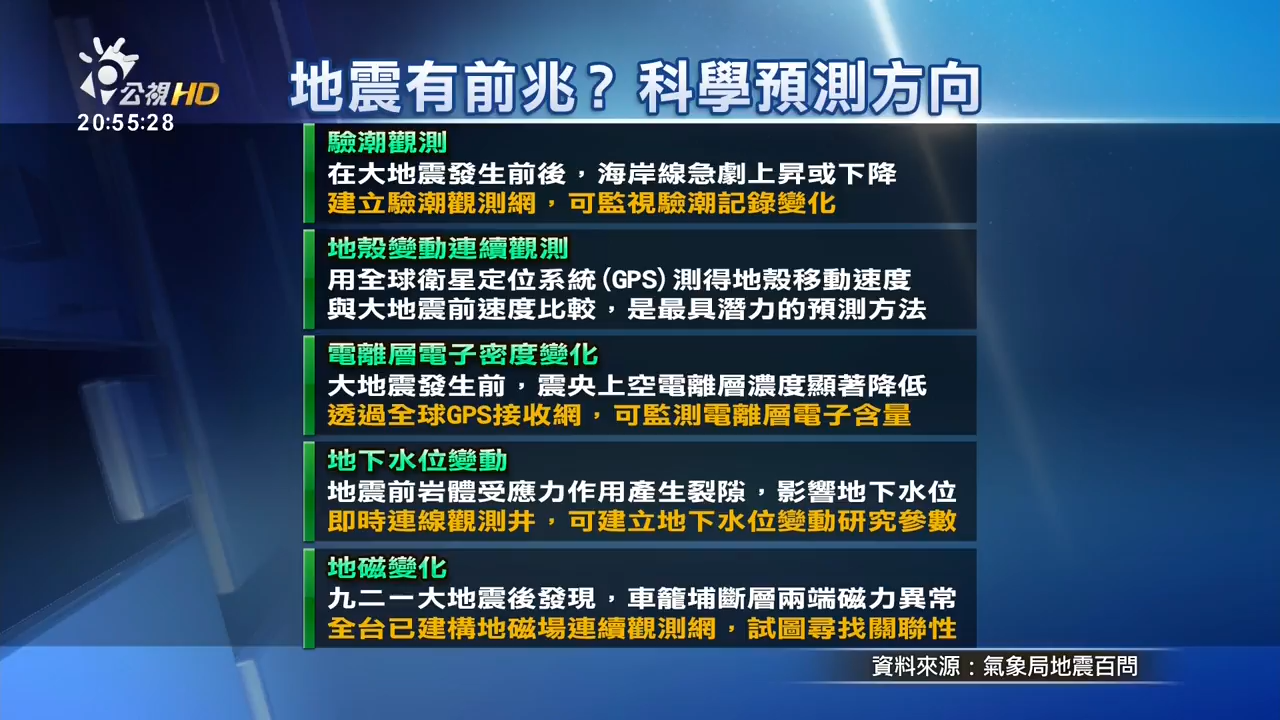 公視HD
20:55:28
地震有前兆？科學預測方向
驗潮觀測
在大地震發生前後，海岸線急劇上昇或下降
建立驗潮觀測網，可監視驗潮記錄變化
地殼變動連續觀測
用全球衛星定位系統(GPS)測得地殼移動速度
與大地震前速度比較，是最具潛力的預測方法
電離層電子密度變化
大地震發生前，震央上空電離層濃度顯著降低
透過全球GPS接收網，可監測電離層電子含量
地下水位變動
地震前岩體受應力作用產生裂隙，影響地下水位
即時連線觀測井，可建立地下水位變動研究參數
地磁變化
九二一大地震後發現，車籠埔斷層兩端磁力異常
全台已建構地磁場連續觀測網，試圖尋找關聯性
資料來源：氣象局地震百問